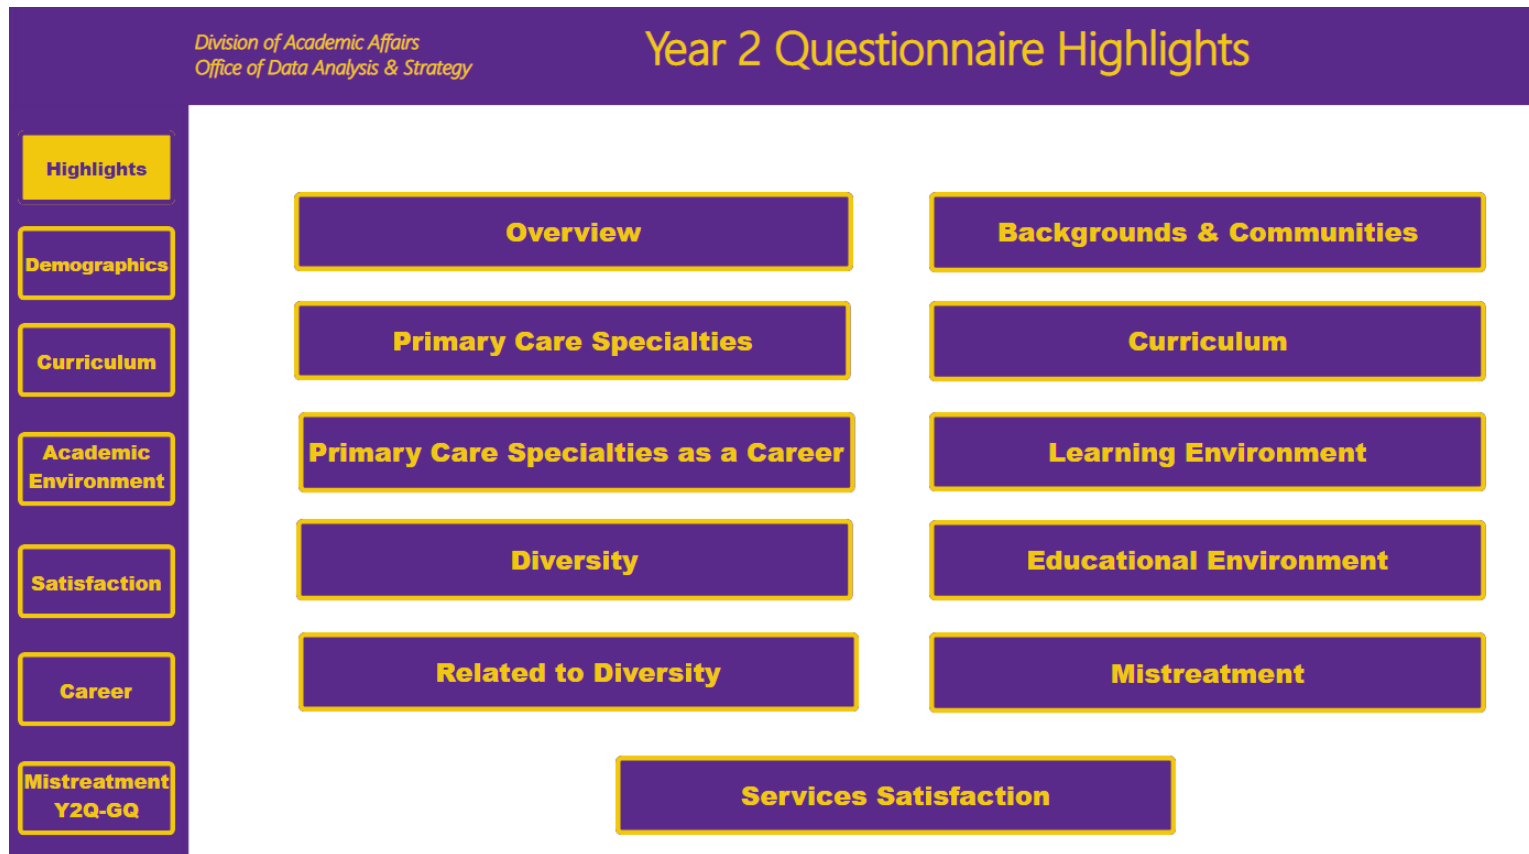 Division of Academic Affairs
Office of Data Analysis & Strategy
Year 2 Questionnaire Highlights
Highlights
Demographics
Curriculum
Academic
Environment
Satisfaction
Career
Mistreatment
Y2Q-GQ
Overview
Backgrounds & Communities
Primary Care Specialties
Curriculum
Primary Care Specialties as a Career
Learning Environment
Diversity
Educational Environment
Related to Diversity
Mistreatment
Services Satisfaction